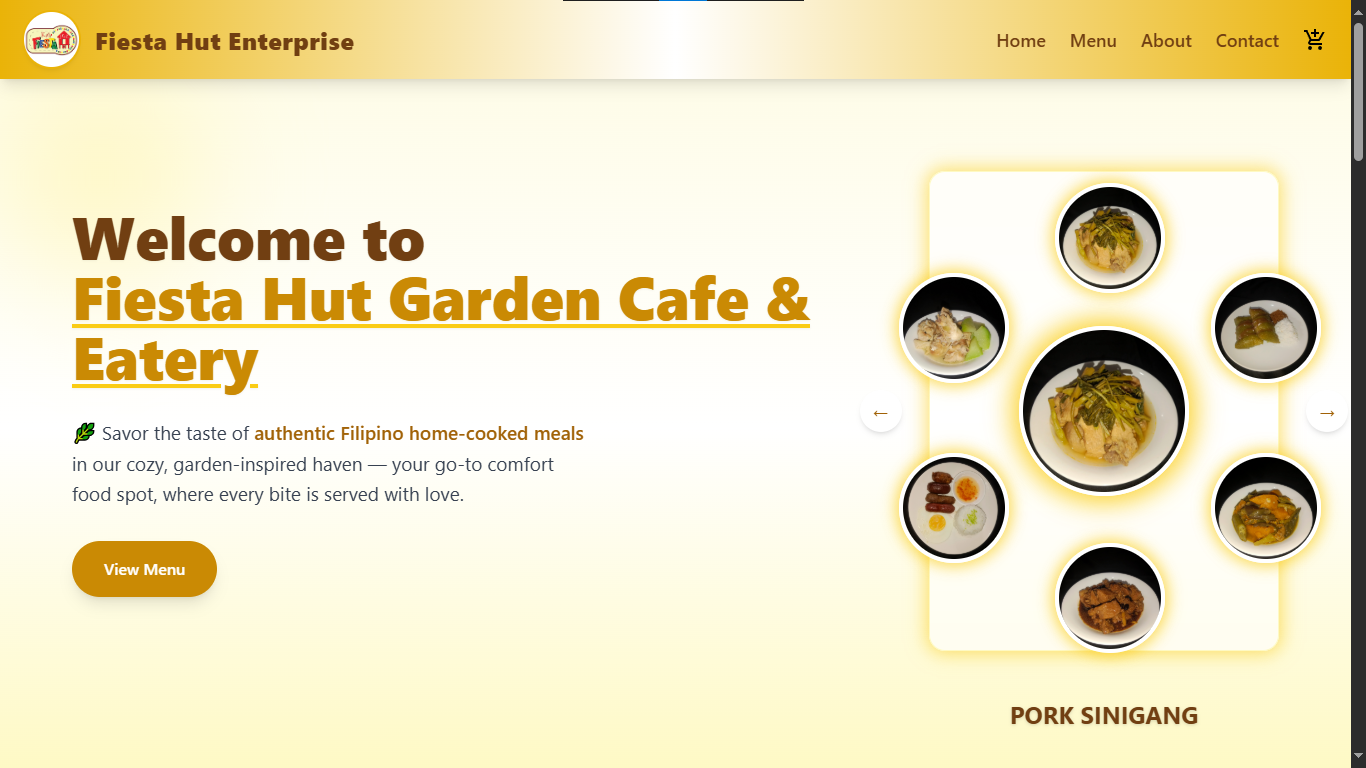 Fiesta Hut Enterprise
Home Menu About Contact
Welcome to
Fiesta Hut Garden Cafe &
Eatery
Savor the taste of authentic Filipino home-cooked meals
in our cozy, garden-inspired haven — your go-to comfort
food spot, where every bite is served with love.
View Menu
←
→
PORK SINIGANG